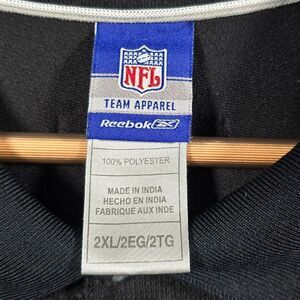 NFL
TEAM APPAREL
Reebok
100% POLYESTER
MADE IN INDIA
HECHO EN INDIA
FABRIQUE AUX INDE
2XL/2EG/2TG